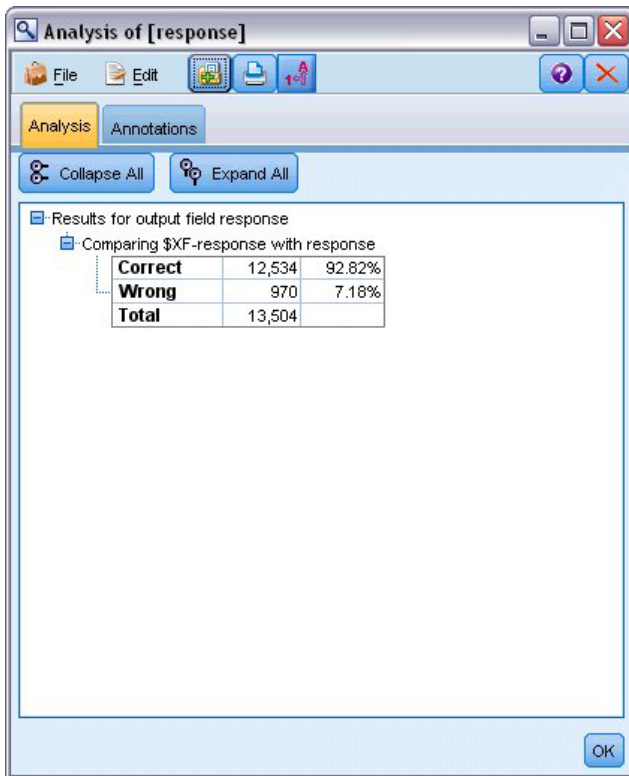 Analysis of [response]
File Edit
Analysis Annotations
Collapse All Expand All
Results for output field response
Comparing $XF-response with response
Correct 12,534 92.82%
Wrong 970 7.18%
Total 13,504
OK